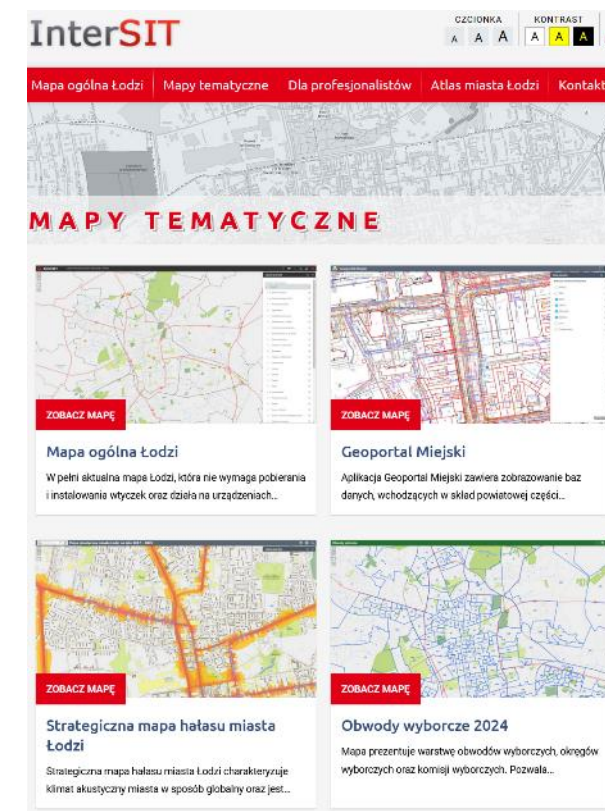 InterSIT
CZCIONKA
KONTRAST
A A A
A A A
Mapa ogólna Łodzi
Mapy tematyczne
Dla profesjonalistów
Atlas miasta Łodzi
Kontakt
MAPY TEMATYCZNE
ZOBACZ MAPĘ
ZOBACZ MAPĘ
Mapa ogólna Łodzi
W pełni aktualna mapa Łodzi, która nie wymaga pobierania
i instalowania wtyczek oraz działa na urządzeniach...
Geoportal Miejski
Aplikacja Geoportal Miejski zawiera zobrazowanie baz
danych, wchodzących w skład powiatowej części...
ZOBACZ MAPĘ
ZOBACZ MAPĘ
Strategiczna mapa hałasu miasta
Łodzi
Strategiczna mapa hałasu miasta Łodzi charakteryzuje
klimat akustyczny miasta w sposób globalny oraz jest...
Obwody wyborcze 2024
Mapa prezentuje warstwę obwodów wyborczych, okręgów
wyborczych oraz komisji wyborczych. Pozwala...